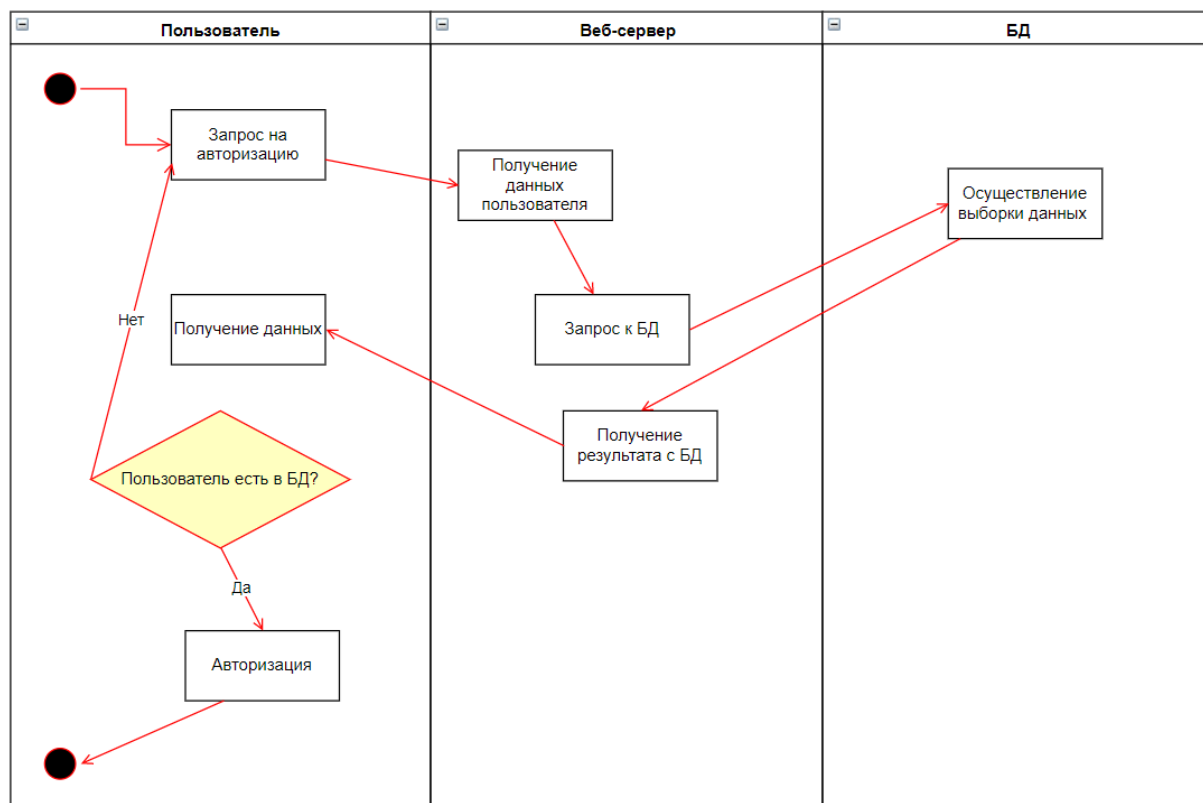 Пользователь
Веб-сервер
БД
Запрос на
авторизацию
Получение
данных
пользователя
Осуществление
выборки данных
Нет
Получение данных
Запрос к БД
Получение
результата с БД
Пользователь есть в БД?
Да
Авторизация